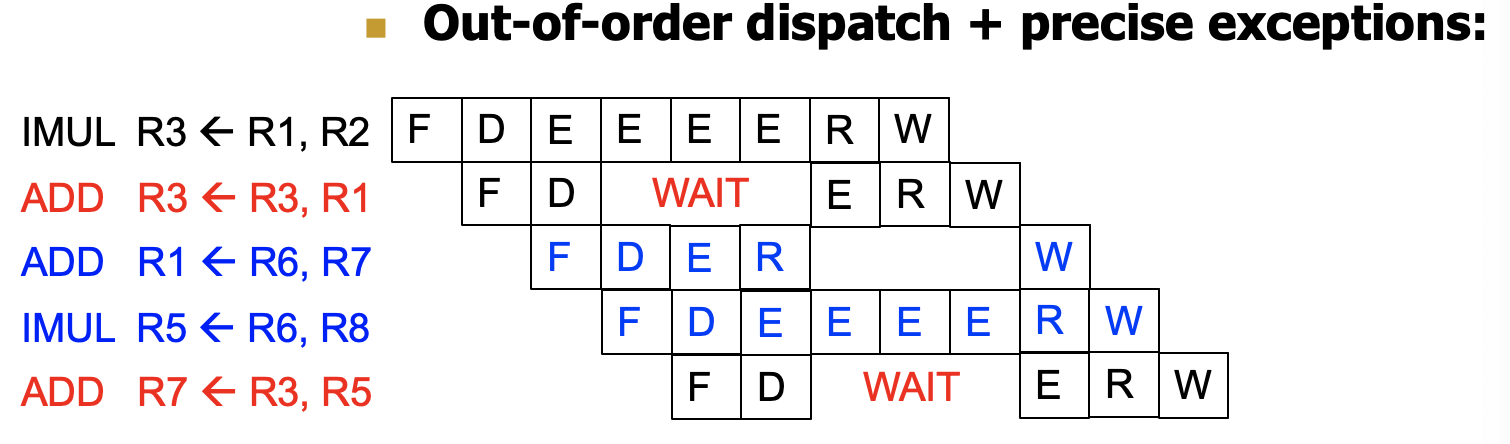 ■ Out-of-order dispatch + precise exceptions:
IMUL R3 ← R1, R2 F D E E E E R W
ADD R3 ← R3, R1 F D WAIT E R W
ADD R1 ← R6, R7 F D E R W
IMUL R5 ← R6, R8 F D E E E E R W
ADD R7 ← R3, R5 F D WAIT E R W